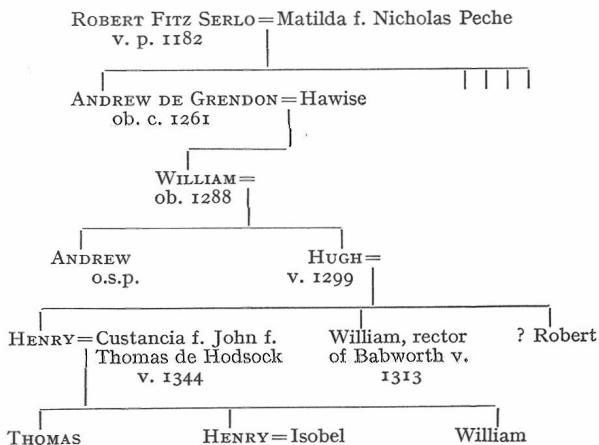 ROBERT FITZ SERLO=Matilda f. Nicholas Peche
v. p. 1182
ANDREW DE GRENDON=Hawise
ob. c. 1261
WILLIAM=
ob. 1288
ANDREW HUGH=
o.s.p. v. 1299
HENRY=Custancia f. John f. William, rector ? Robert
Thomas de Hodsock of Babworth v.
v. 1344 1313
THOMAS HENRY=Isobel William